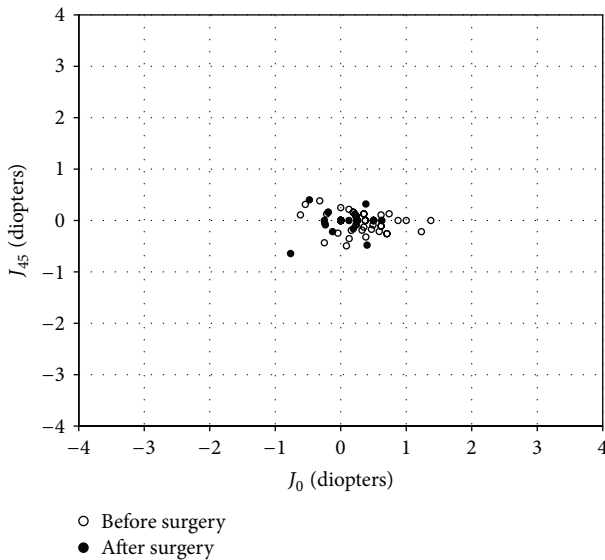 4
3
2
1
0
−1
−2
−3
−4
J45 (diopters)
−4 −3 −2 −1 0 1 2 3 4
J0 (diopters)
Before surgery
After surgery